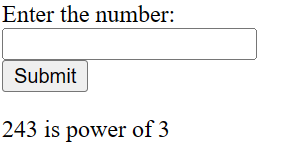 Enter the number:
Submit
243 is power of 3